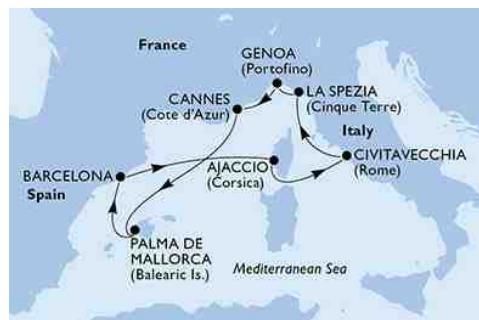 France
GENOA
(Portofino)
LA SPEZIA
(Cinque Terre)
CANNES
(Cote d'Azur)
Italy
CIVITAVECCHIA
(Rome)
AJACCIO
(Corsica)
BARCELONA
Spain
PALMA DE
MALLORCA
(Balearic Is.)
Mediterranean Sea